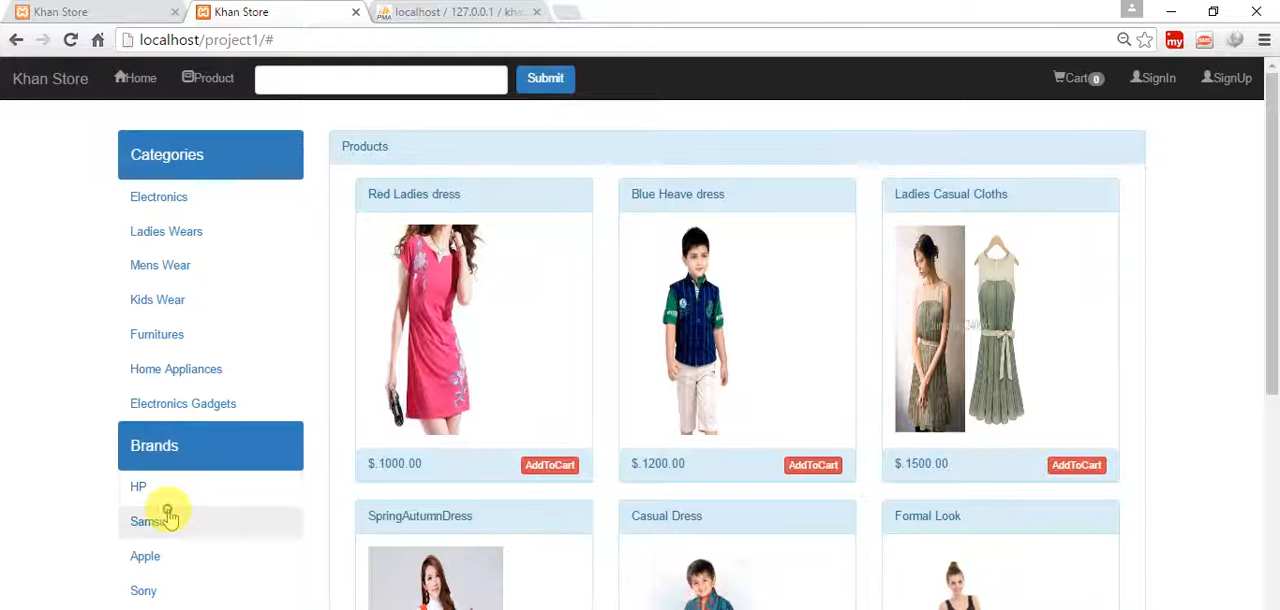 Khan Store
Khan Store
localhost / 127.0.0.1 / kha
localhost/project1/#
my
SMS
Khan Store
Home
Product
Submit
Cart 0
SignIn
SignUp
Categories
Electronics
Ladies Wears
Mens Wear
Kids Wear
Furnitures
Home Appliances
Electronics Gadgets
Brands
HP
Apple
Sony
Products
Red Ladies dress
Blue Heave dress
Ladies Casual Cloths
$.1000.00
AddToCart
$.1200.00
AddToCart
$.1500.00
AddToCart
SpringAutumnDress
Casual Dress
Formal Look